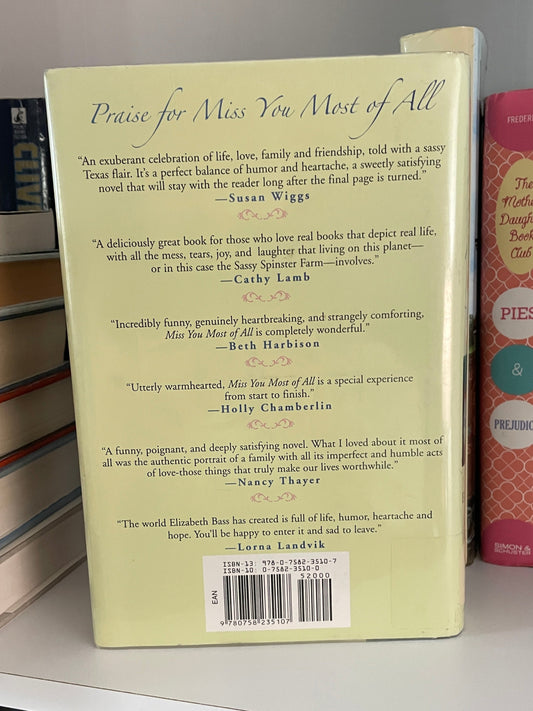 Praise for Miss You Most of All
“An exuberant celebration of life, love, family and friendship, told with a sassy
Texas flair. It's a perfect balance of humor and heartache, a sweetly satisfying
novel that will stay with the reader long after the final page is turned.”
—Susan Wiggs
“A deliciously great book for those who love real books that depict real life,
with all the mess, tears, joy, and laughter that living on this planet—
or in this case the Sassy Spinster Farm—involves.”
—Cathy Lamb
“Incredibly funny, genuinely heartbreaking, and strangely comforting,
Miss You Most of All is completely wonderful.”
—Beth Harbison
“Utterly warmhearted, Miss You Most of All is a special experience
from start to finish.”
—Holly Chamberlin
“A funny, poignant, and deeply satisfying novel. What I loved about it most of
all was the authentic portrait of a family with all its imperfect and humble acts
of love-those things that truly make our lives worthwhile.”
—Nancy Thayer
“The world Elizabeth Bass has created is full of life, humor, heartache and
hope. You'll be happy to enter it and sad to leave.”
—Lorna Landvik
ISBN-13: 978-0-7582-3510-7
ISBN-10: 0-7582-3510-0
52000
EAN
9780758235107
The
Mothe
Daugh
Book
Club
PIES
&
PREJUDIC
SIMON &
SCHUSTER